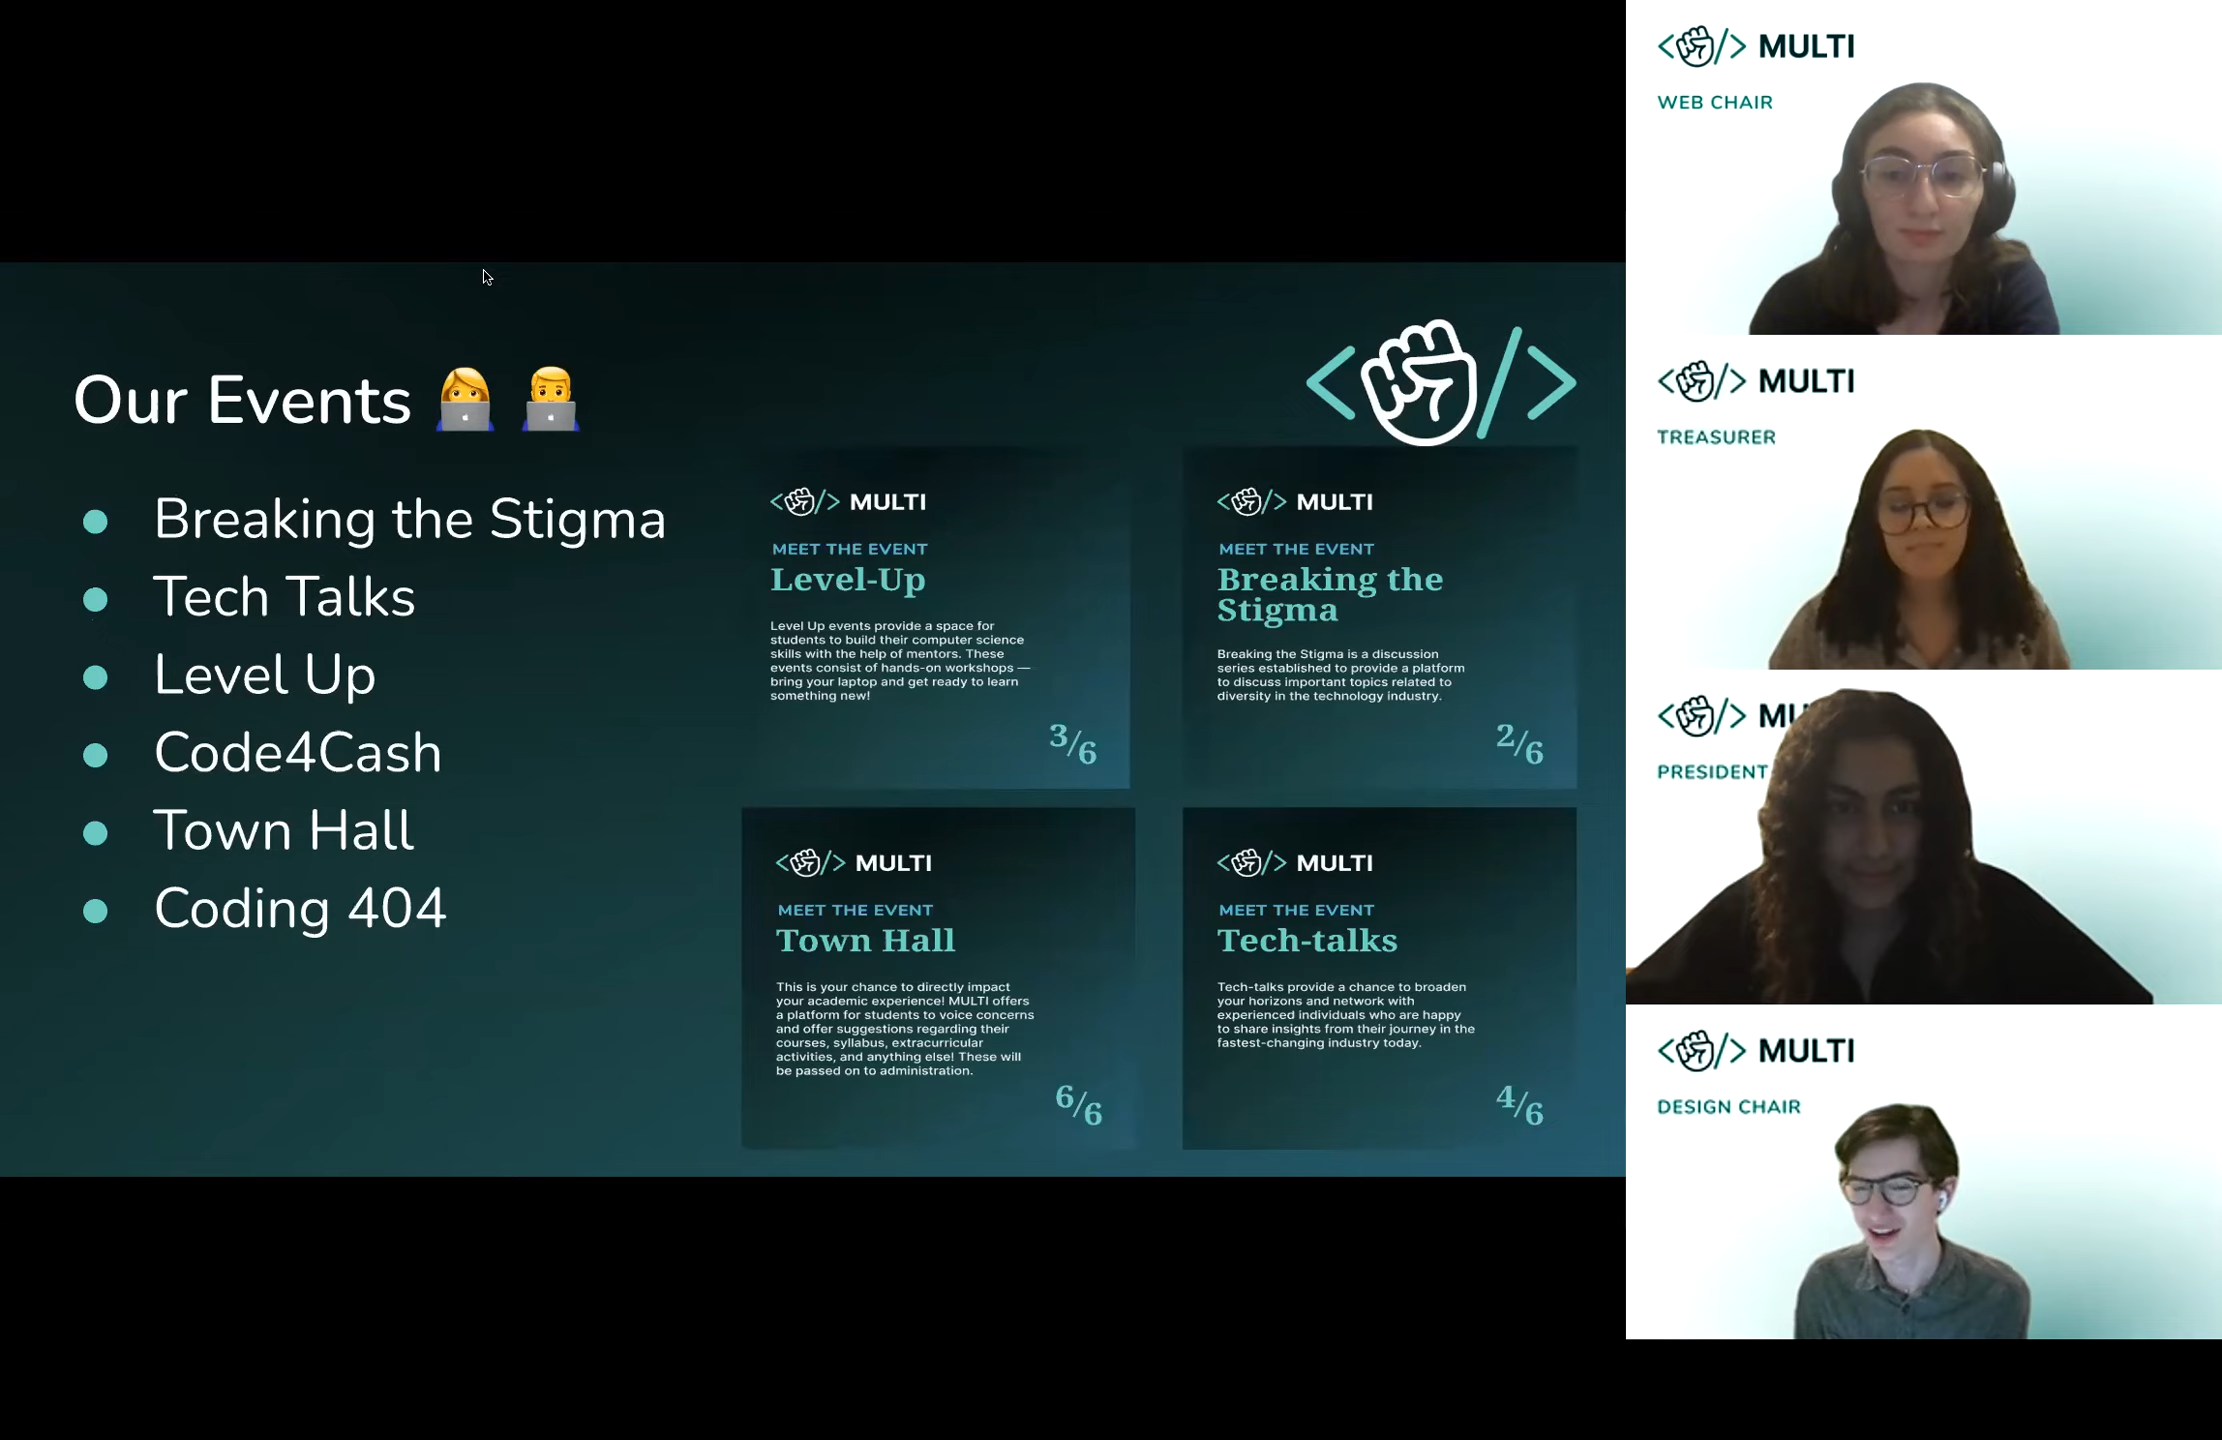 Our Events
Breaking the Stigma
Tech Talks
Level Up
Code4Cash
Town Hall
Coding 404
MULTI
MEET THE EVENT
Level-Up
Level Up events provide a space for
students to build their computer science
skills with the help of mentors. These
events consist of hands-on workshops —
bring your laptop and get ready to learn
something new!
3/6
MULTI
MEET THE EVENT
Breaking the
Stigma
Breaking the Stigma is a discussion
series established to provide a platform
to discuss important topics related to
diversity in the technology industry.
2/6
MULTI
MEET THE EVENT
Town Hall
This is your chance to directly impact
your academic experience! MULTI offers
a platform for students to voice concerns
and offer suggestions regarding their
courses, syllabus, extracurricular
activities, and anything else! These will
be passed on to administration.
6/6
MULTI
MEET THE EVENT
Tech-talks
Tech-talks provide a chance to broaden
your horizons and network with
experienced individuals who are happy
to share insights from their journey in the
fastest-changing industry today.
4/6
MULTI
WEB CHAIR
MULTI
TREASURER
MU
PRESIDENT
MULTI
DESIGN CHAIR